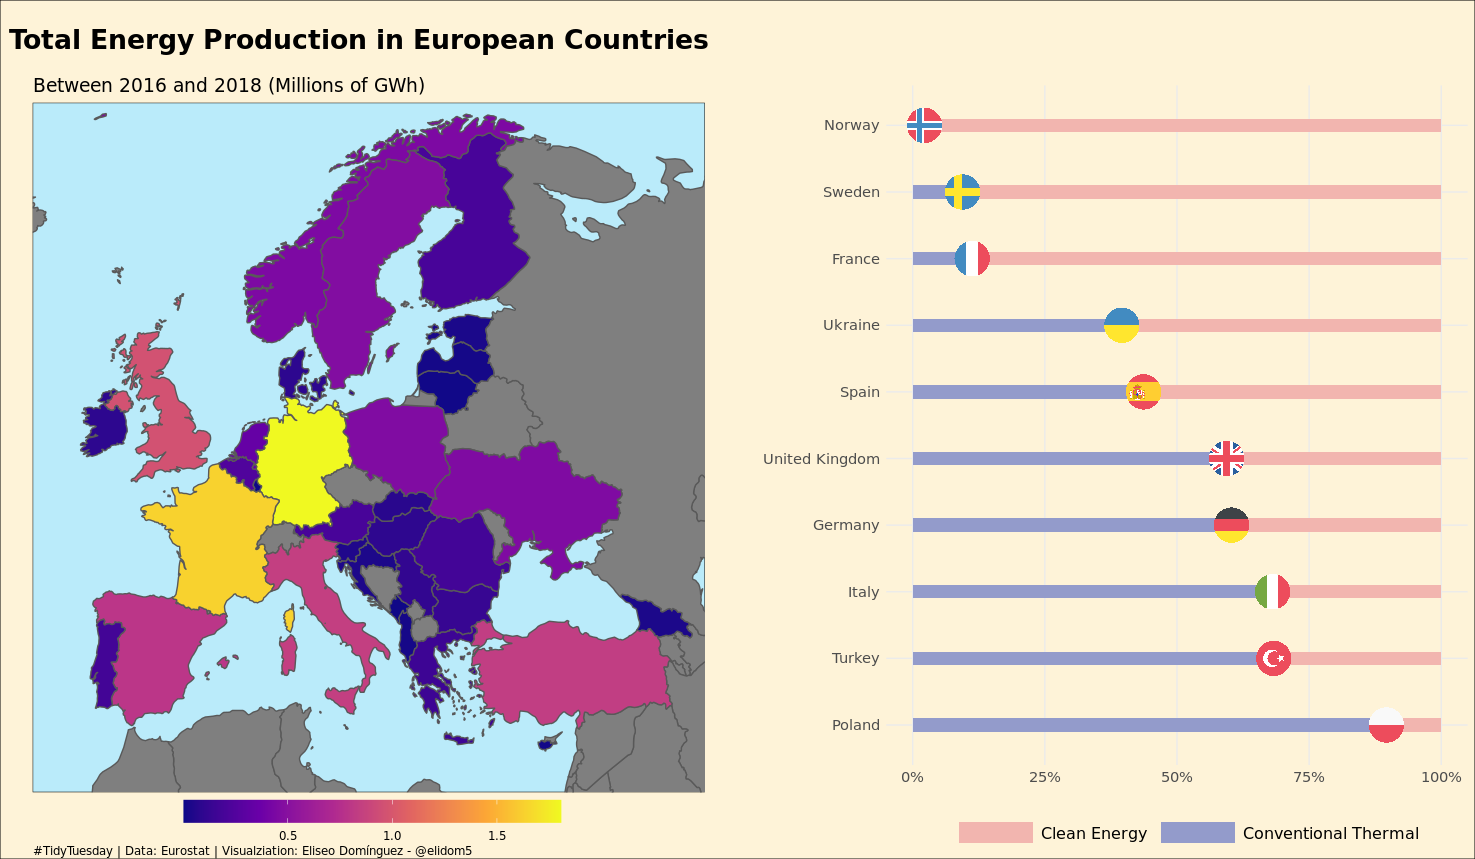 Total Energy Production in European Countries
Between 2016 and 2018 (Millions of GWh)
Norway
Sweden
France
Ukraine
Spain
United Kingdom
Germany
Italy
Turkey
Poland
0% 25% 50% 75% 100%
0.5 1.0 1.5
Clean Energy Conventional Thermal
#TidyTuesday | Data: Eurostat | Visualziation: Eliseo Domínguez - @elidom5